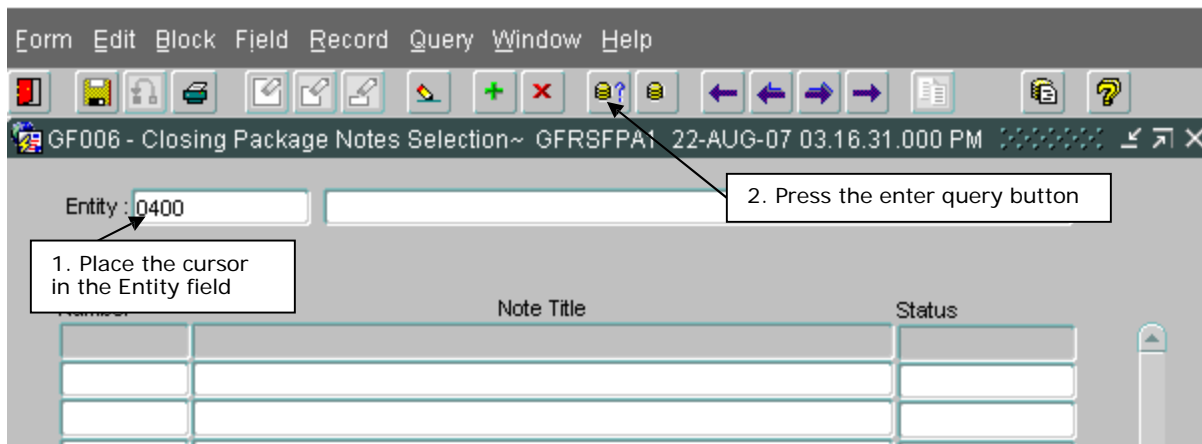 Form Edit Block Field Record Query Window Help
GF006 - Closing Package Notes Selection~ GFRSFPA1 22-AUG-07 03.16.31.000 PM
Entity : 0400
2. Press the enter query button
1. Place the cursor
in the Entity field
Note Title Status